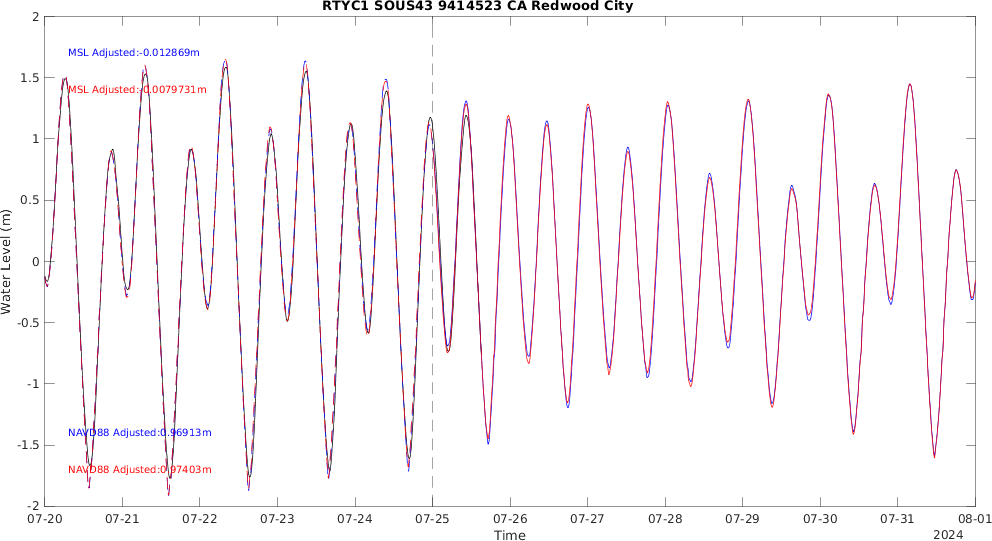 RTYC1 SOUS43 9414523 CA Redwood City
2
MSL Adjusted:-0.012869m
1.5
MSL Adjusted:-0.0079731m
1
0.5
0
Water Level (m)
-0.5
-1
NAVD88 Adjusted:0.96913m
-1.5
NAVD88 Adjusted:0.97403m
-2
07-20 07-21 07-22 07-23 07-24 07-25 07-26 07-27 07-28 07-29 07-30 07-31 08-01
Time
2024